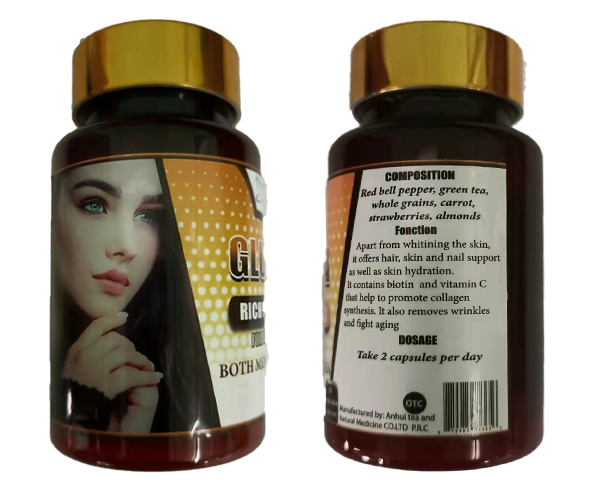 GLU
RICH
BOTH MEN
COMPOSITION
Red bell pepper, green tea,
whole grains, carrot,
strawberries, almonds
Fonction
Apart from whitining the skin,
it offers hair, skin and nail support
as well as skin hydration.
It contains biotin and vitamin C
that help to promote collagen
synthesis. It also removes wrinkles
and fight aging
DOSAGE
Take 2 capsules per day
OTC
Manufactured by: Anhui tea and
Natural Medicine CO.LTD P.R.C